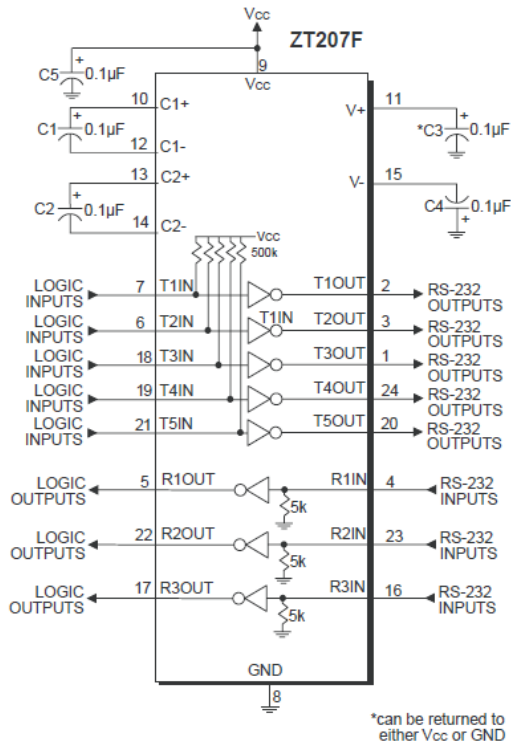 Vcc
ZT207F
C5 + 0.1µF
9
Vcc
10 C1+
C1 + 0.1µF
12 C1-
13 C2+
C2 + 0.1µF
14 C2-
V+ 11
*C3 + 0.1µF
V- 15
C4 + 0.1µF
Vcc
500k
LOGIC INPUTS 7 T1IN T1OUT 2 RS-232 OUTPUTS
LOGIC INPUTS 6 T2IN T1IN T2OUT 3 RS-232 OUTPUTS
LOGIC INPUTS 18 T3IN T3OUT 1 RS-232 OUTPUTS
LOGIC INPUTS 19 T4IN T4OUT 24 RS-232 OUTPUTS
LOGIC INPUTS 21 T5IN T5OUT 20 RS-232 OUTPUTS
LOGIC OUTPUTS 5 R1OUT R1IN 4 RS-232 INPUTS
5k
LOGIC OUTPUTS 22 R2OUT R2IN 23 RS-232 INPUTS
5k
LOGIC OUTPUTS 17 R3OUT R3IN 16 RS-232 INPUTS
5k
GND
8
*can be returned to
either Vcc or GND